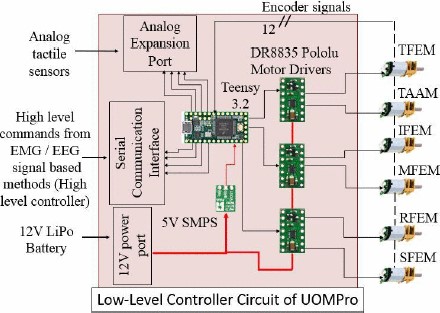 Encoder signals
12
Analog
tactile
sensors
Analog
Expansion
Port
DR8835 Pololu
Motor Drivers
Teensy
3.2
TFEM
TAAM
IFEM
MFEM
RFEM
SFEM
High level
commands from
EMG / EEG
signal based
methods (High
level controller)
Serial
Communication
Interface
12V LiPo
Battery
12V power
port
5V SMPS
Low-Level Controller Circuit of UOMPro